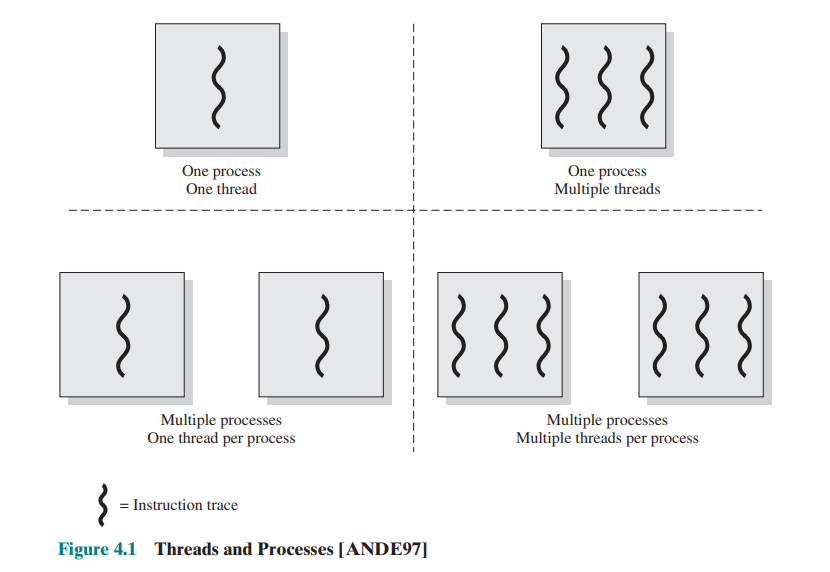 One process
One thread
One process
Multiple threads
Multiple processes
One thread per process
Multiple processes
Multiple threads per process
= Instruction trace
Figure 4.1 Threads and Processes [ANDE97]